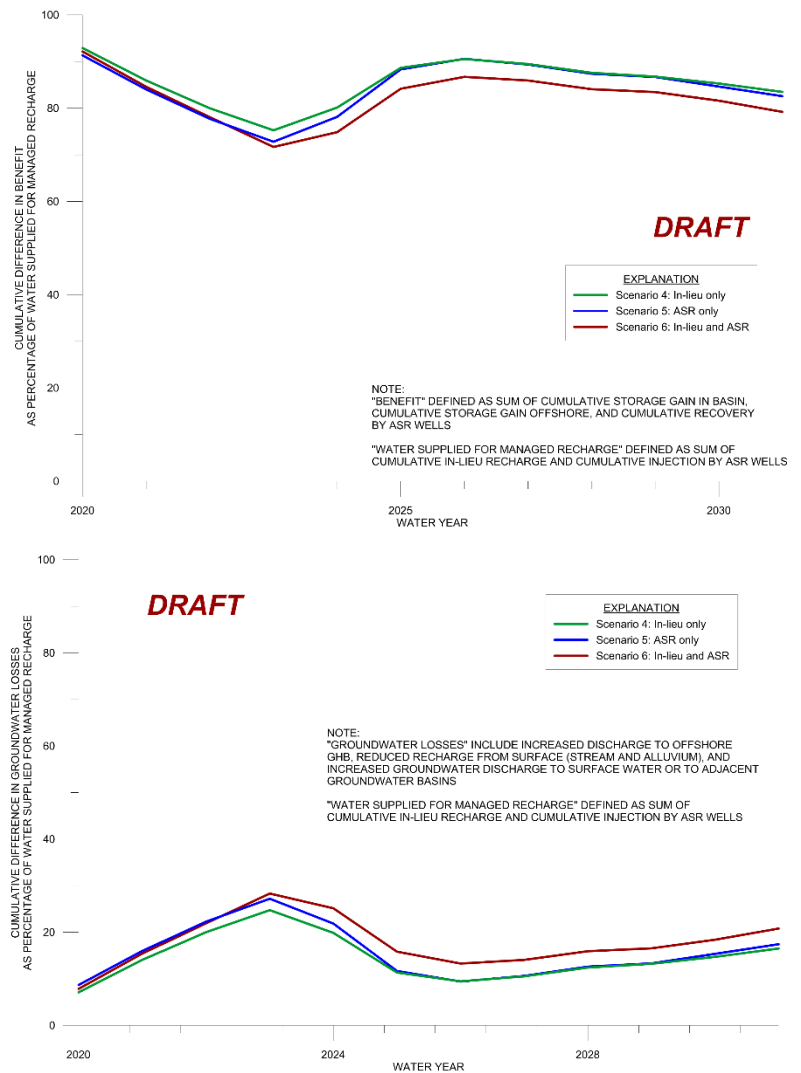 CUMULATIVE DIFFERENCE IN BENEFIT
AS PERCENTAGE OF WATER SUPPLIED FOR MANAGED RECHARGE
100
80
60
40
20
0
DRAFT
EXPLANATION
Scenario 4: In-lieu only
Scenario 5: ASR only
Scenario 6: In-lieu and ASR
NOTE:
"BENEFIT" DEFINED AS SUM OF CUMULATIVE STORAGE GAIN IN BASIN,
CUMULATIVE STORAGE GAIN OFFSHORE, AND CUMULATIVE RECOVERY
BY ASR WELLS
"WATER SUPPLIED FOR MANAGED RECHARGE" DEFINED AS SUM OF
CUMULATIVE IN-LIEU RECHARGE AND CUMULATIVE INJECTION BY ASR WELLS
2020
2025
2030
WATER YEAR
CUMULATIVE DIFFERENCE IN GROUNDWATER LOSSES
AS PERCENTAGE OF WATER SUPPLIED FOR MANAGED RECHARGE
100
80
60
40
20
0
DRAFT
EXPLANATION
Scenario 4: In-lieu only
Scenario 5: ASR only
Scenario 6: In-lieu and ASR
NOTE:
"GROUNDWATER LOSSES" INCLUDE INCREASED DISCHARGE TO OFFSHORE
GHB, REDUCED RECHARGE FROM SURFACE (STREAM AND ALLUVIUM), AND
INCREASED GROUNDWATER DISCHARGE TO SURFACE WATER OR TO ADJACENT
GROUNDWATER BASINS
"WATER SUPPLIED FOR MANAGED RECHARGE" DEFINED AS SUM OF
CUMULATIVE IN-LIEU RECHARGE AND CUMULATIVE INJECTION BY ASR WELLS
2020
2024
2028
WATER YEAR